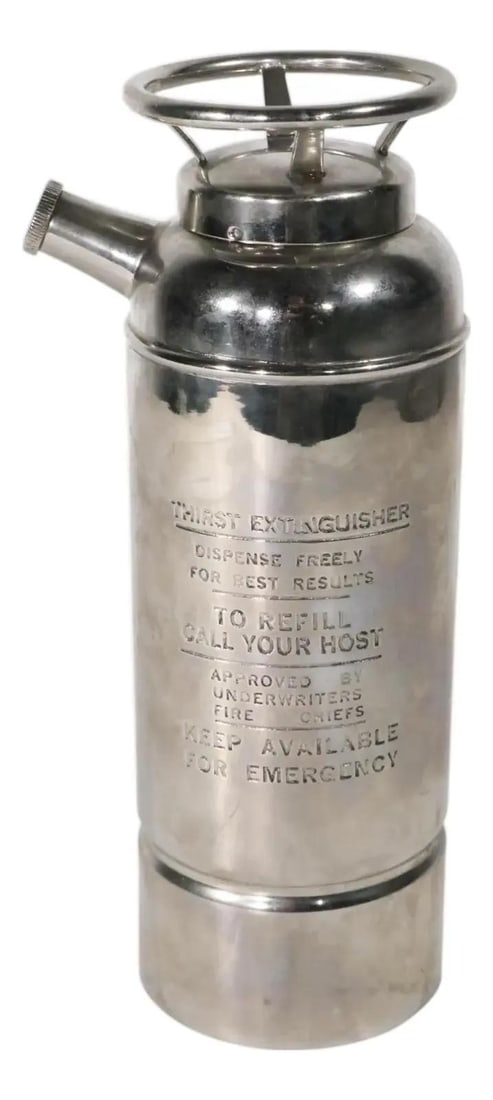 THIRST EXTINGUISHER
DISPENSE FREELY
FOR BEST RESULTS
TO REFILL
CALL YOUR HOST
APPROVED BY
UNDERWRITERS
FIRE CHIEFS
KEEP AVAILABLE
FOR EMERGENCY